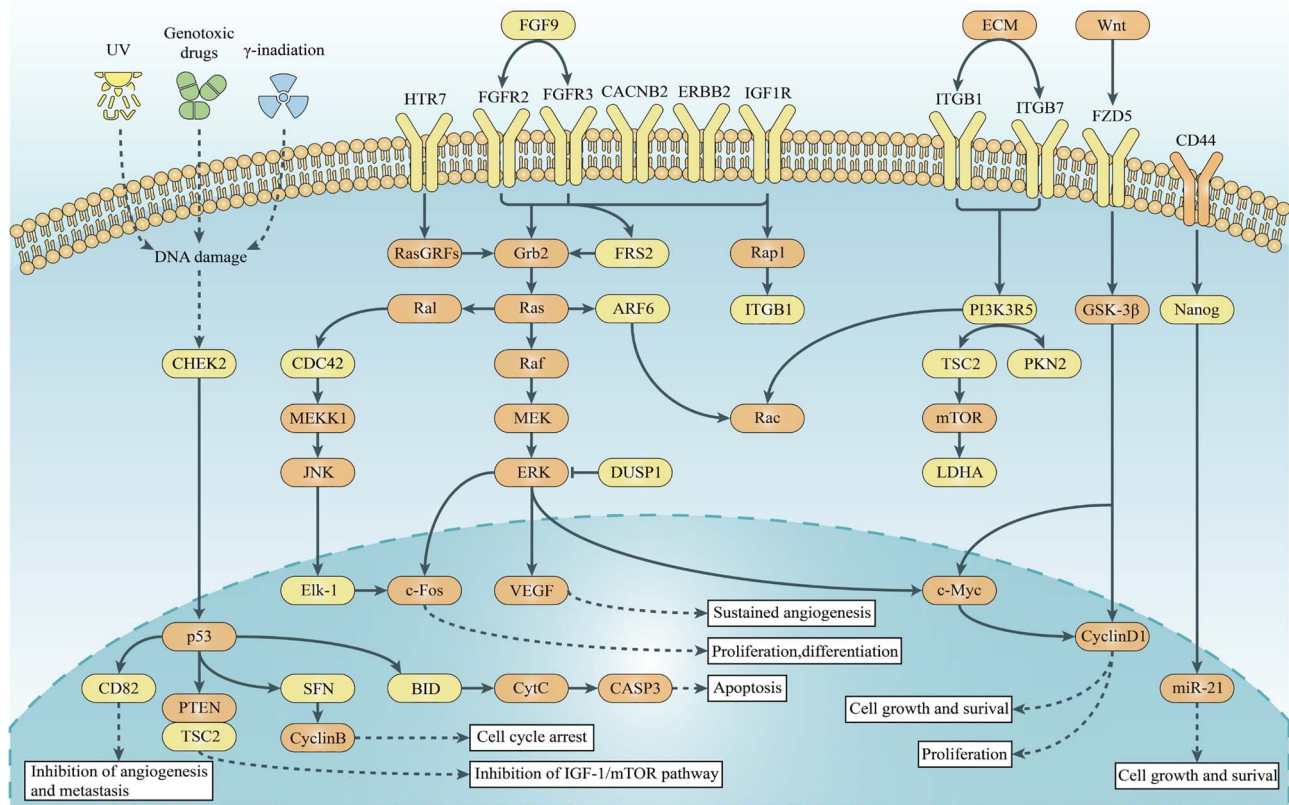 FGF9
ECM
Wnt
UV
Genotoxic
drugs
γ-inadiation
HTR7
FGFR2
FGFR3
CACNB2
ERBB2
IGF1R
ITGB1
ITGB7
FZD5
CD44
DNA damage
RasGRFs
Grb2
FRS2
Rap1
Ral
Ras
ARF6
ITGB1
PI3K3R5
GSK-3β
Nanog
CHEK2
CDC42
Raf
TSC2
PKN2
MEKK1
MEK
Rac
mTOR
JNK
ERK
DUSP1
LDHA
Elk-1
c-Fos
VEGF
c-Myc
Sustained angiogenesis
p53
CyclinD1
Proliferation,differentiation
CD82
PTEN
TSC2
SFN
BID
CytC
CASP3
Apoptosis
miR-21
Cell growth and surival
CyclinB
Cell cycle arrest
Proliferation
Inhibition of angiogenesis
and metastasis
Inhibition of IGF-1/mTOR pathway
Cell growth and surival